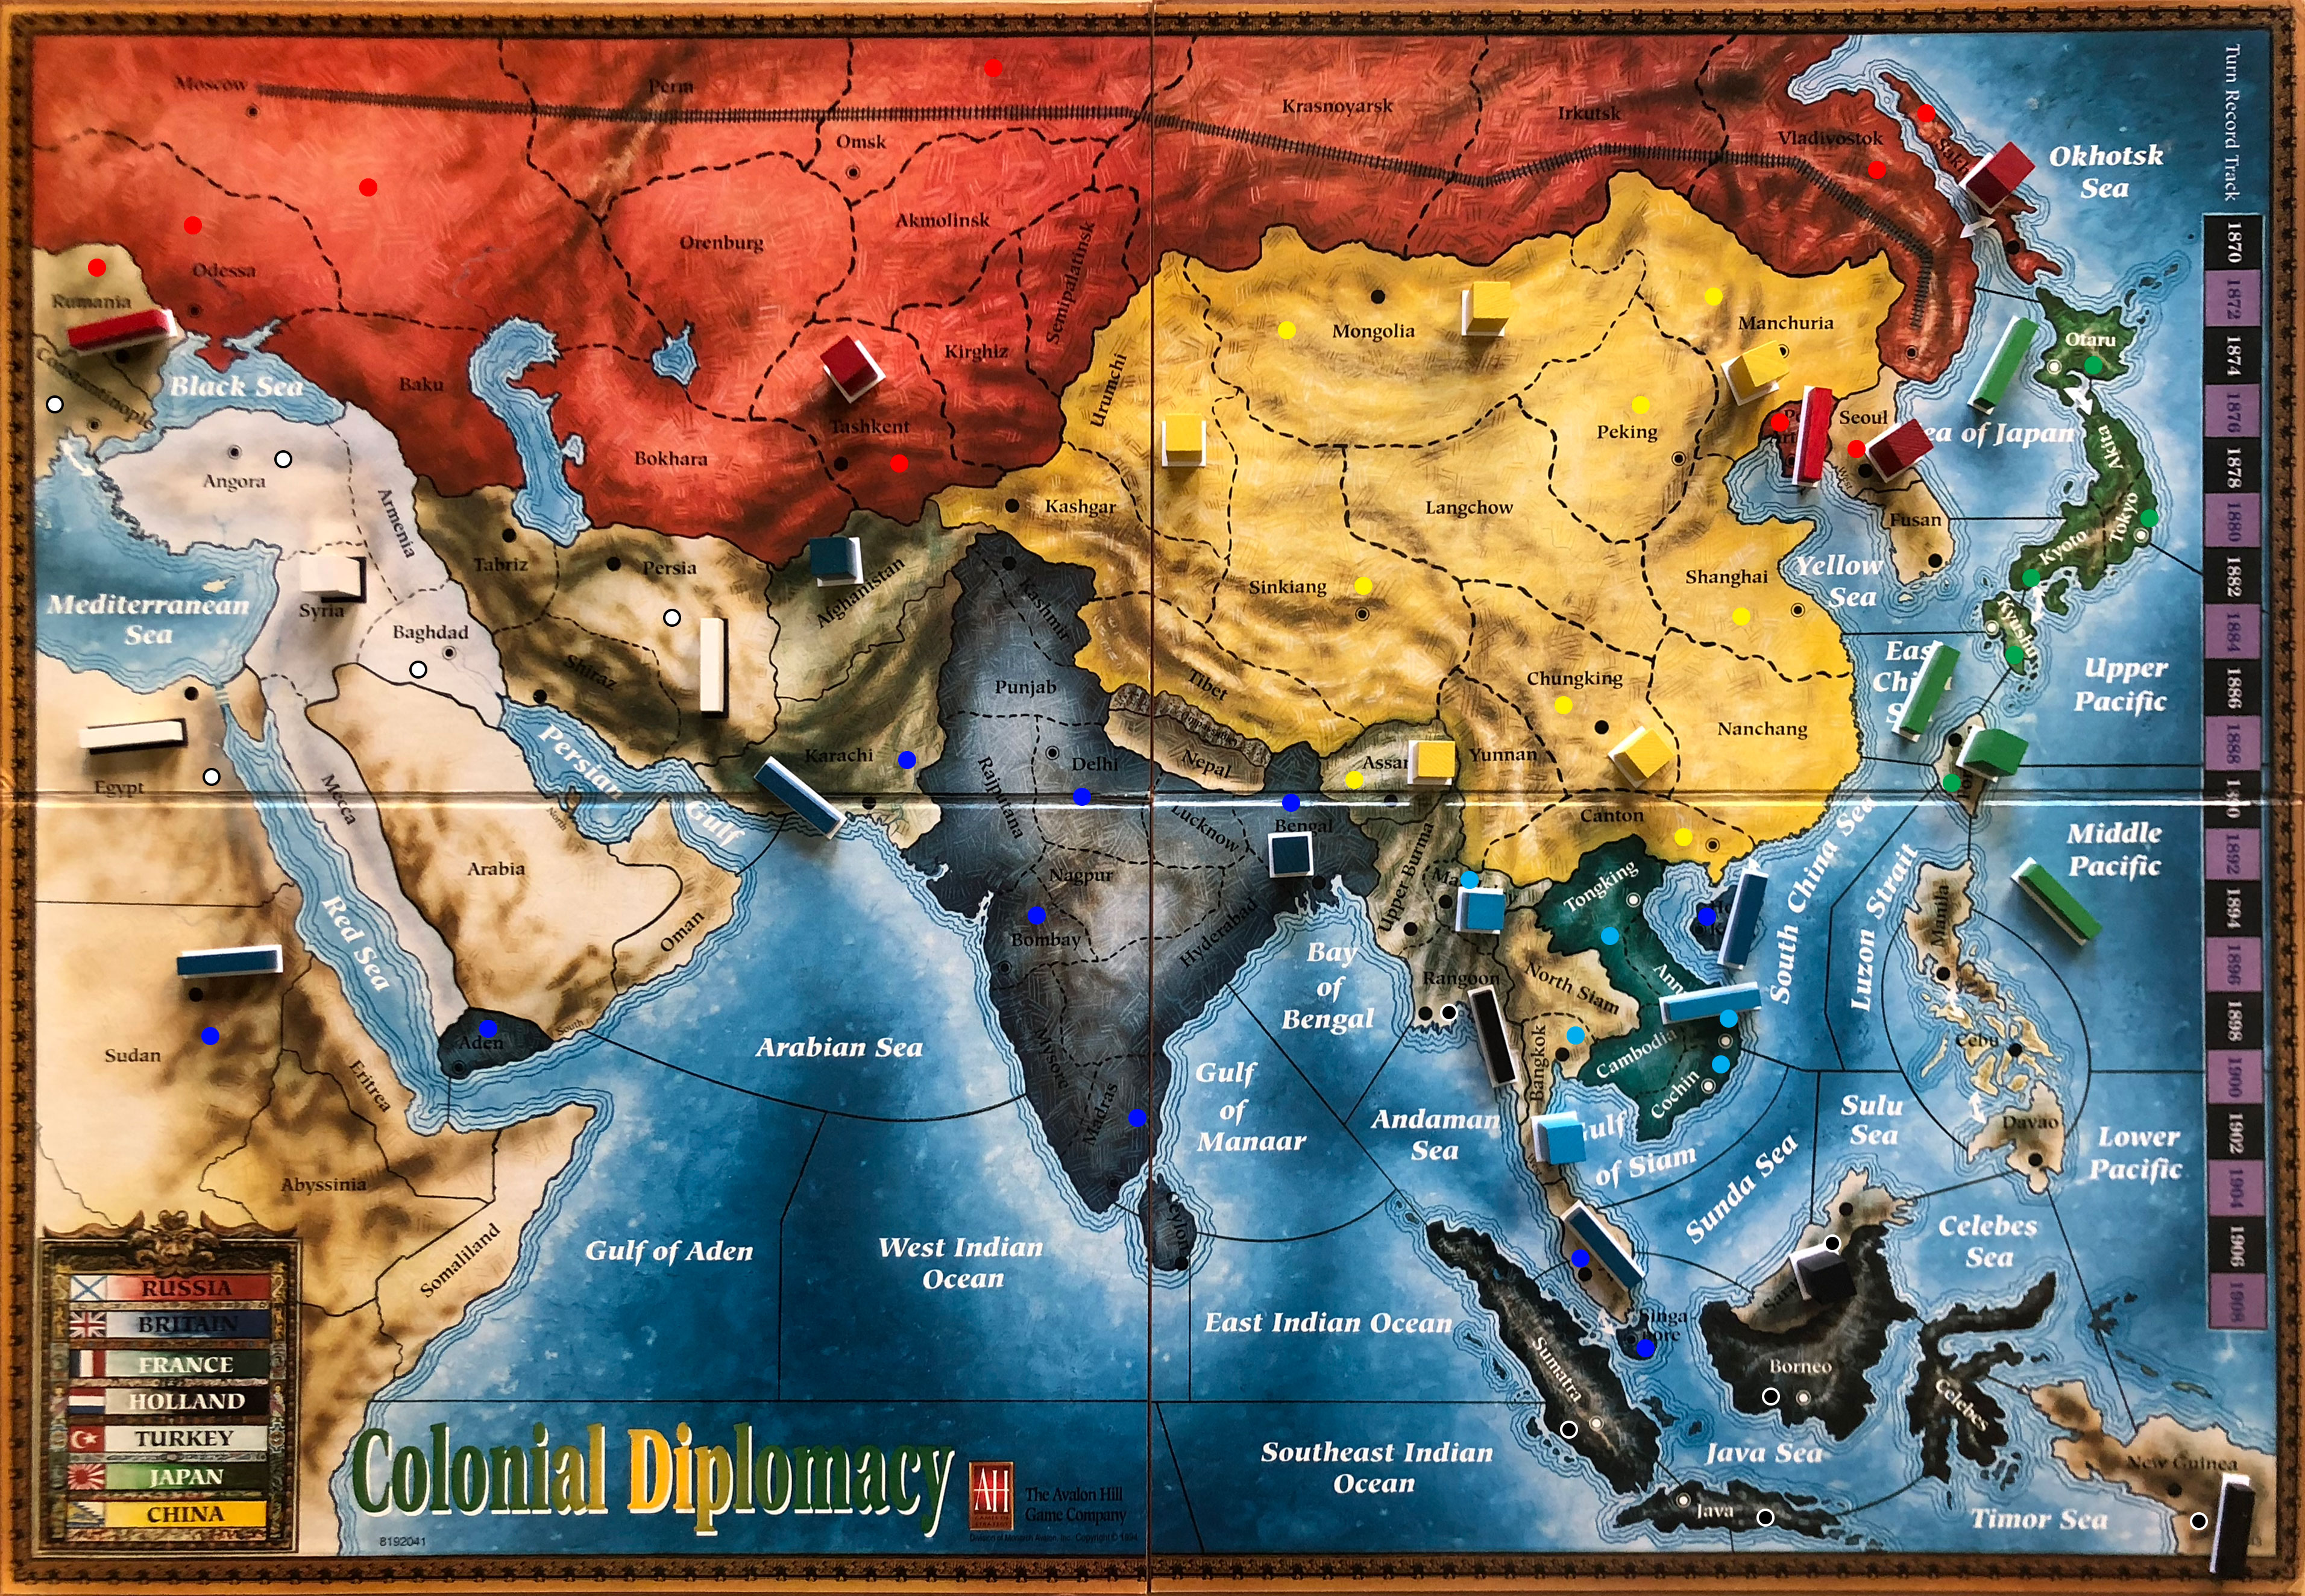 Moscow
Perm
Omsk
Krasnoyarsk
Irkutsk
Vladivostok
Okhotsk
Sea
Turn Record Track
Orenburg
Akmolinsk
Semipalatinsk
Odessa
Rumania
Baku
Kirghiz
Tashkent
Bokhara
Black Sea
Constantinople
Angora
Armenia
Syria
Baghdad
Mediterranean
Sea
Tabriz
Persia
Shiraz
Afghanistan
Karachi
Egypt
Mecca
Persian
Gulf
North
Arabia
Oman
South
Red Sea
Sudan
Eritrea
Aden
Abyssinia
Somaliland
Urumchi
Mongolia
Manchuria
Kashgar
Langchow
Peking
Seoul
Fusan
Sinkiang
Shanghai
Tibet
Chungking
Nanchang
Yunnan
Canton
Otaru
Akita
Tokyo
Kyoto
Kyushu
Sea of Japan
Yellow
Sea
Upper
Pacific
Middle
Pacific
Kashmir
Punjab
Delhi
Rajputana
Nepal
Lucknow
Bengal
Nagpur
Bombay
Hyderabad
Mysore
Madras
Ceylon
Upper Burma
Rangoon
Tongking
North Siam
Bangkok
Cambodia
Cochin
South China Sea
Luzon Strait
Manila
Cebu
Davao
Arabian Sea
Bay
of
Bengal
Gulf
of
Manaar
Andaman
Sea
Gulf
of Siam
Sunda Sea
Sulu
Sea
Lower
Pacific
Celebes
Sea
Gulf of Aden
West Indian
Ocean
East Indian Ocean
Southeast Indian
Ocean
Sumatra
Borneo
Celebes
Java Sea
Java
New Guinea
Timor Sea
1870
1872
1874
1876
1878
1880
1882
1884
1886
1888
1890
1892
1894
1896
1898
1900
1902
1904
1906
1908
RUSSIA
BRITAIN
FRANCE
HOLLAND
TURKEY
JAPAN
CHINA
Colonial Diplomacy
AH
The Avalon Hill
Game Company
8192041